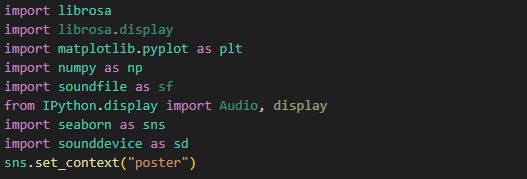 import librosa
import librosa.display
import matplotlib.pyplot as plt
import numpy as np
import soundfile as sf
from IPython.display import Audio, display
import seaborn as sns
import sounddevice as sd
sns.set_context("poster")